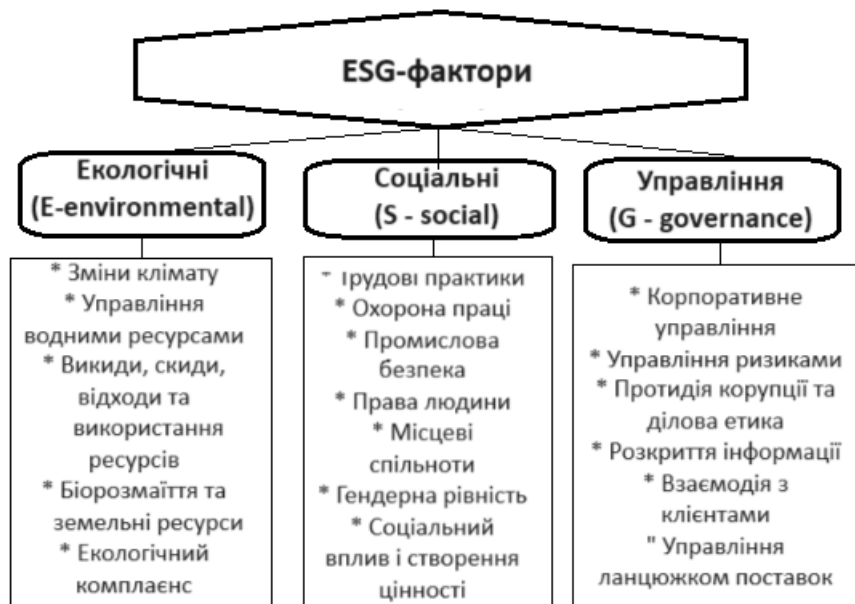 ESG-фактори
Екологічні
(E-environmental)
* Зміни клімату
* Управління
водними ресурсами
* Викиди, скиди,
відходи та
використання
ресурсів
* Біорозмаїття та
земельні ресурси
* Екологічний
комплаєнс
Соціальні
(S - social)
* Трудові практики
* Охорона праці
* Промислова
безпека
* Права людини
* Місцеві
спільноти
* Гендерна рівність
* Соціальний
вплив і створення
цінності
Управління
(G - governance)
* Корпоративне
управління
* Управління ризиками
* Протидія корупції та
ділова етика
* Розкриття інформації
* Взаємодія з
клієнтами
" Управління
ланцюжком поставок